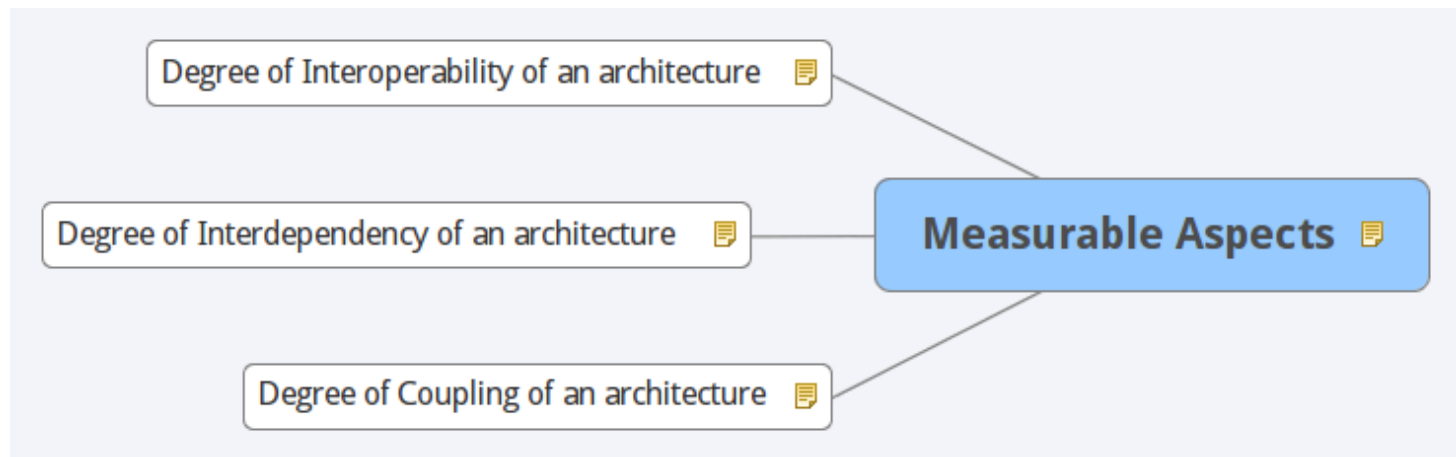 Degree of Interoperability of an architecture
Degree of Interdependency of an architecture
Measurable Aspects
Degree of Coupling of an architecture